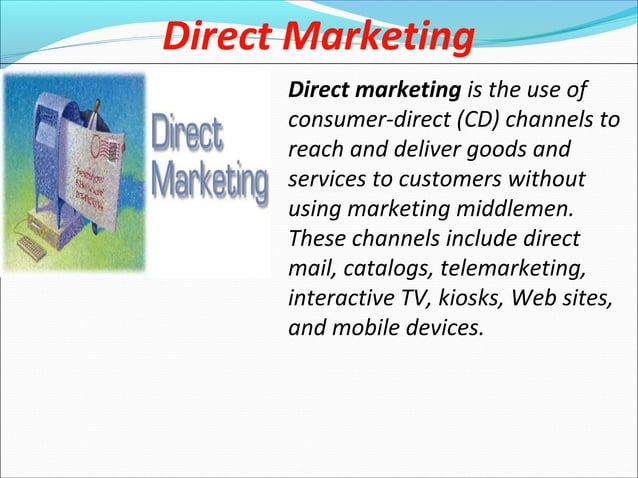 Direct Marketing
Direct
Marketing
Direct marketing is the use of
consumer-direct (CD) channels to
reach and deliver goods and
services to customers without
using marketing middlemen.
These channels include direct
mail, catalogs, telemarketing,
interactive TV, kiosks, Web sites,
and mobile devices.